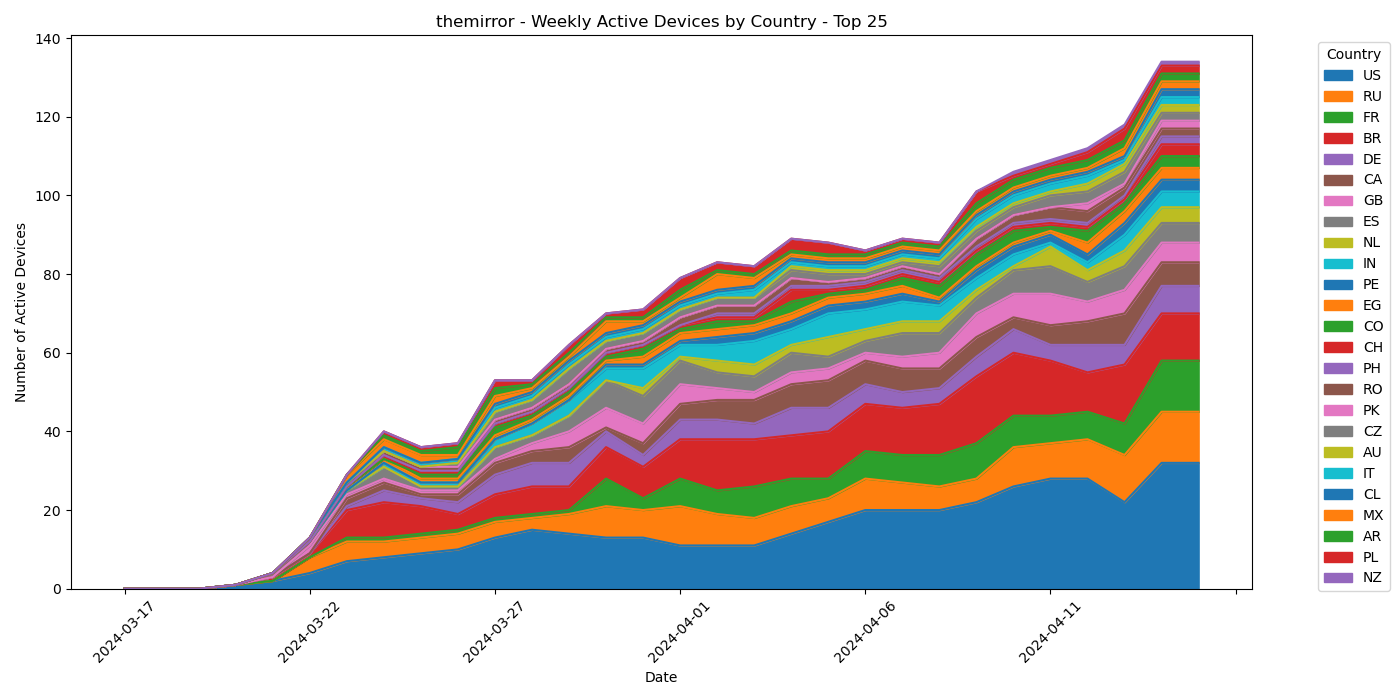 themirror - Weekly Active Devices by Country - Top 25
Number of Active Devices
140
120
100
80
60
40
20
0
2024-03-17
2024-03-22
2024-03-27
2024-04-01
2024-04-06
2024-04-11
Date
Country
US
RU
FR
BR
DE
CA
GB
ES
NL
IN
PE
EG
CO
CH
PH
RO
PK
CZ
AU
IT
CL
MX
AR
PL
NZ